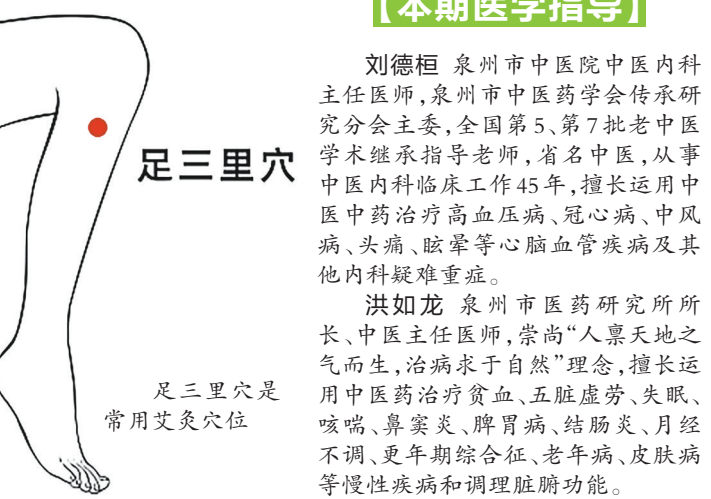 【本期医学指导】
足三里穴
足三里穴是
常用艾灸穴位
刘德桓 泉州市中医院中医内科
主任医师,泉州市中医药学会传承研
究分会主委,全国第5、第7批老中医
学术继承指导老师,省名中医,从事
中医内科临床工作45年,擅长运用中
医中药治疗高血压病、冠心病、中风
病、头痛、眩晕等心脑血管疾病及其
他内科疑难重症。
洪如龙 泉州市医药研究所所
长、中医主任医师,崇尚“人禀天地之
气而生,治病求于自然”理念,擅长运
用中医药治疗贫血、五脏虚劳、失眠、
咳喘、鼻窦炎、脾胃病、结肠炎、月经
不调、更年期综合征、老年病、皮肤病
等慢性疾病和调理脏腑功能。